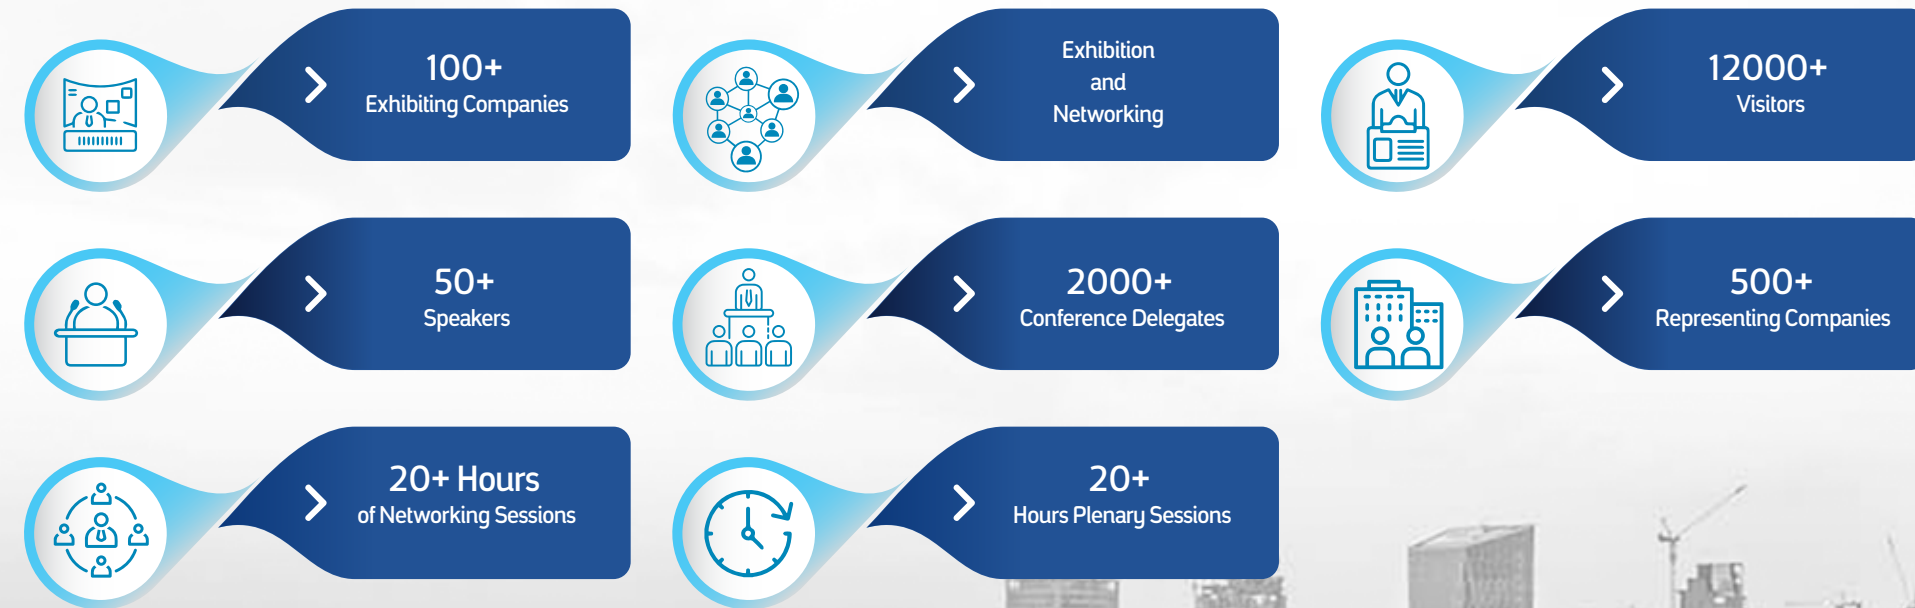 100+
Exhibiting Companies
Exhibition
and
Networking
12000+
Visitors
50+
Speakers
2000+
Conference Delegates
500+
Representing Companies
20+ Hours
of Networking Sessions
20+
Hours Plenary Sessions